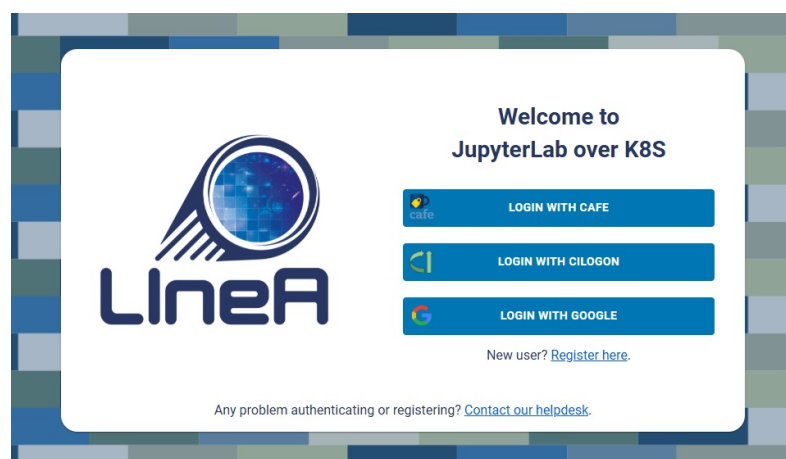 Welcome to
JupyterLab over K8S
cafe
LOGIN WITH CAFE
LOGIN WITH CILOGON
LOGIN WITH GOOGLE
New user? Register here.
LIneA
Any problem authenticating or registering? Contact our helpdesk.